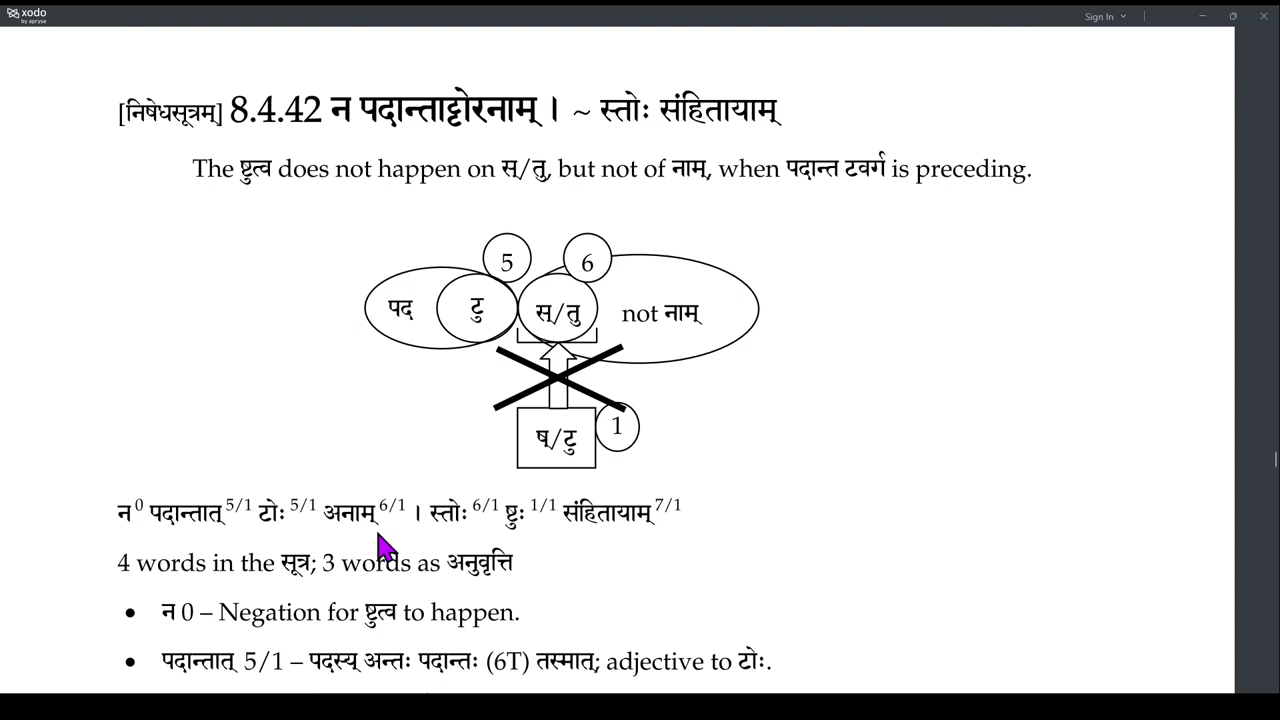 xodo
by apryse
Sign In
[निषेधसूत्रम्] 8.4.42 न पदान्ताट्टोरनाम् । ~ स्तोः संहितायाम्
The ष्टुत्व does not happen on स्/तु, but not of नाम्, when पदान्त टवर्ग is preceding.
5 6
पद टु स्/तु not नाम्
ष्/टु 1
न 0 पदान्तात् 5/1 टोः 5/1 अनाम् 6/1 । स्तोः 6/1 ष्टुः 1/1 संहितायाम् 7/1
4 words in the सूत्र; 3 words as अनुवृत्ति
• न 0 – Negation for ष्टुत्व to happen.
• पदान्तात् 5/1 – पदस्य् अन्तः पदान्तः (6T) तस्मात्; adjective to टोः.